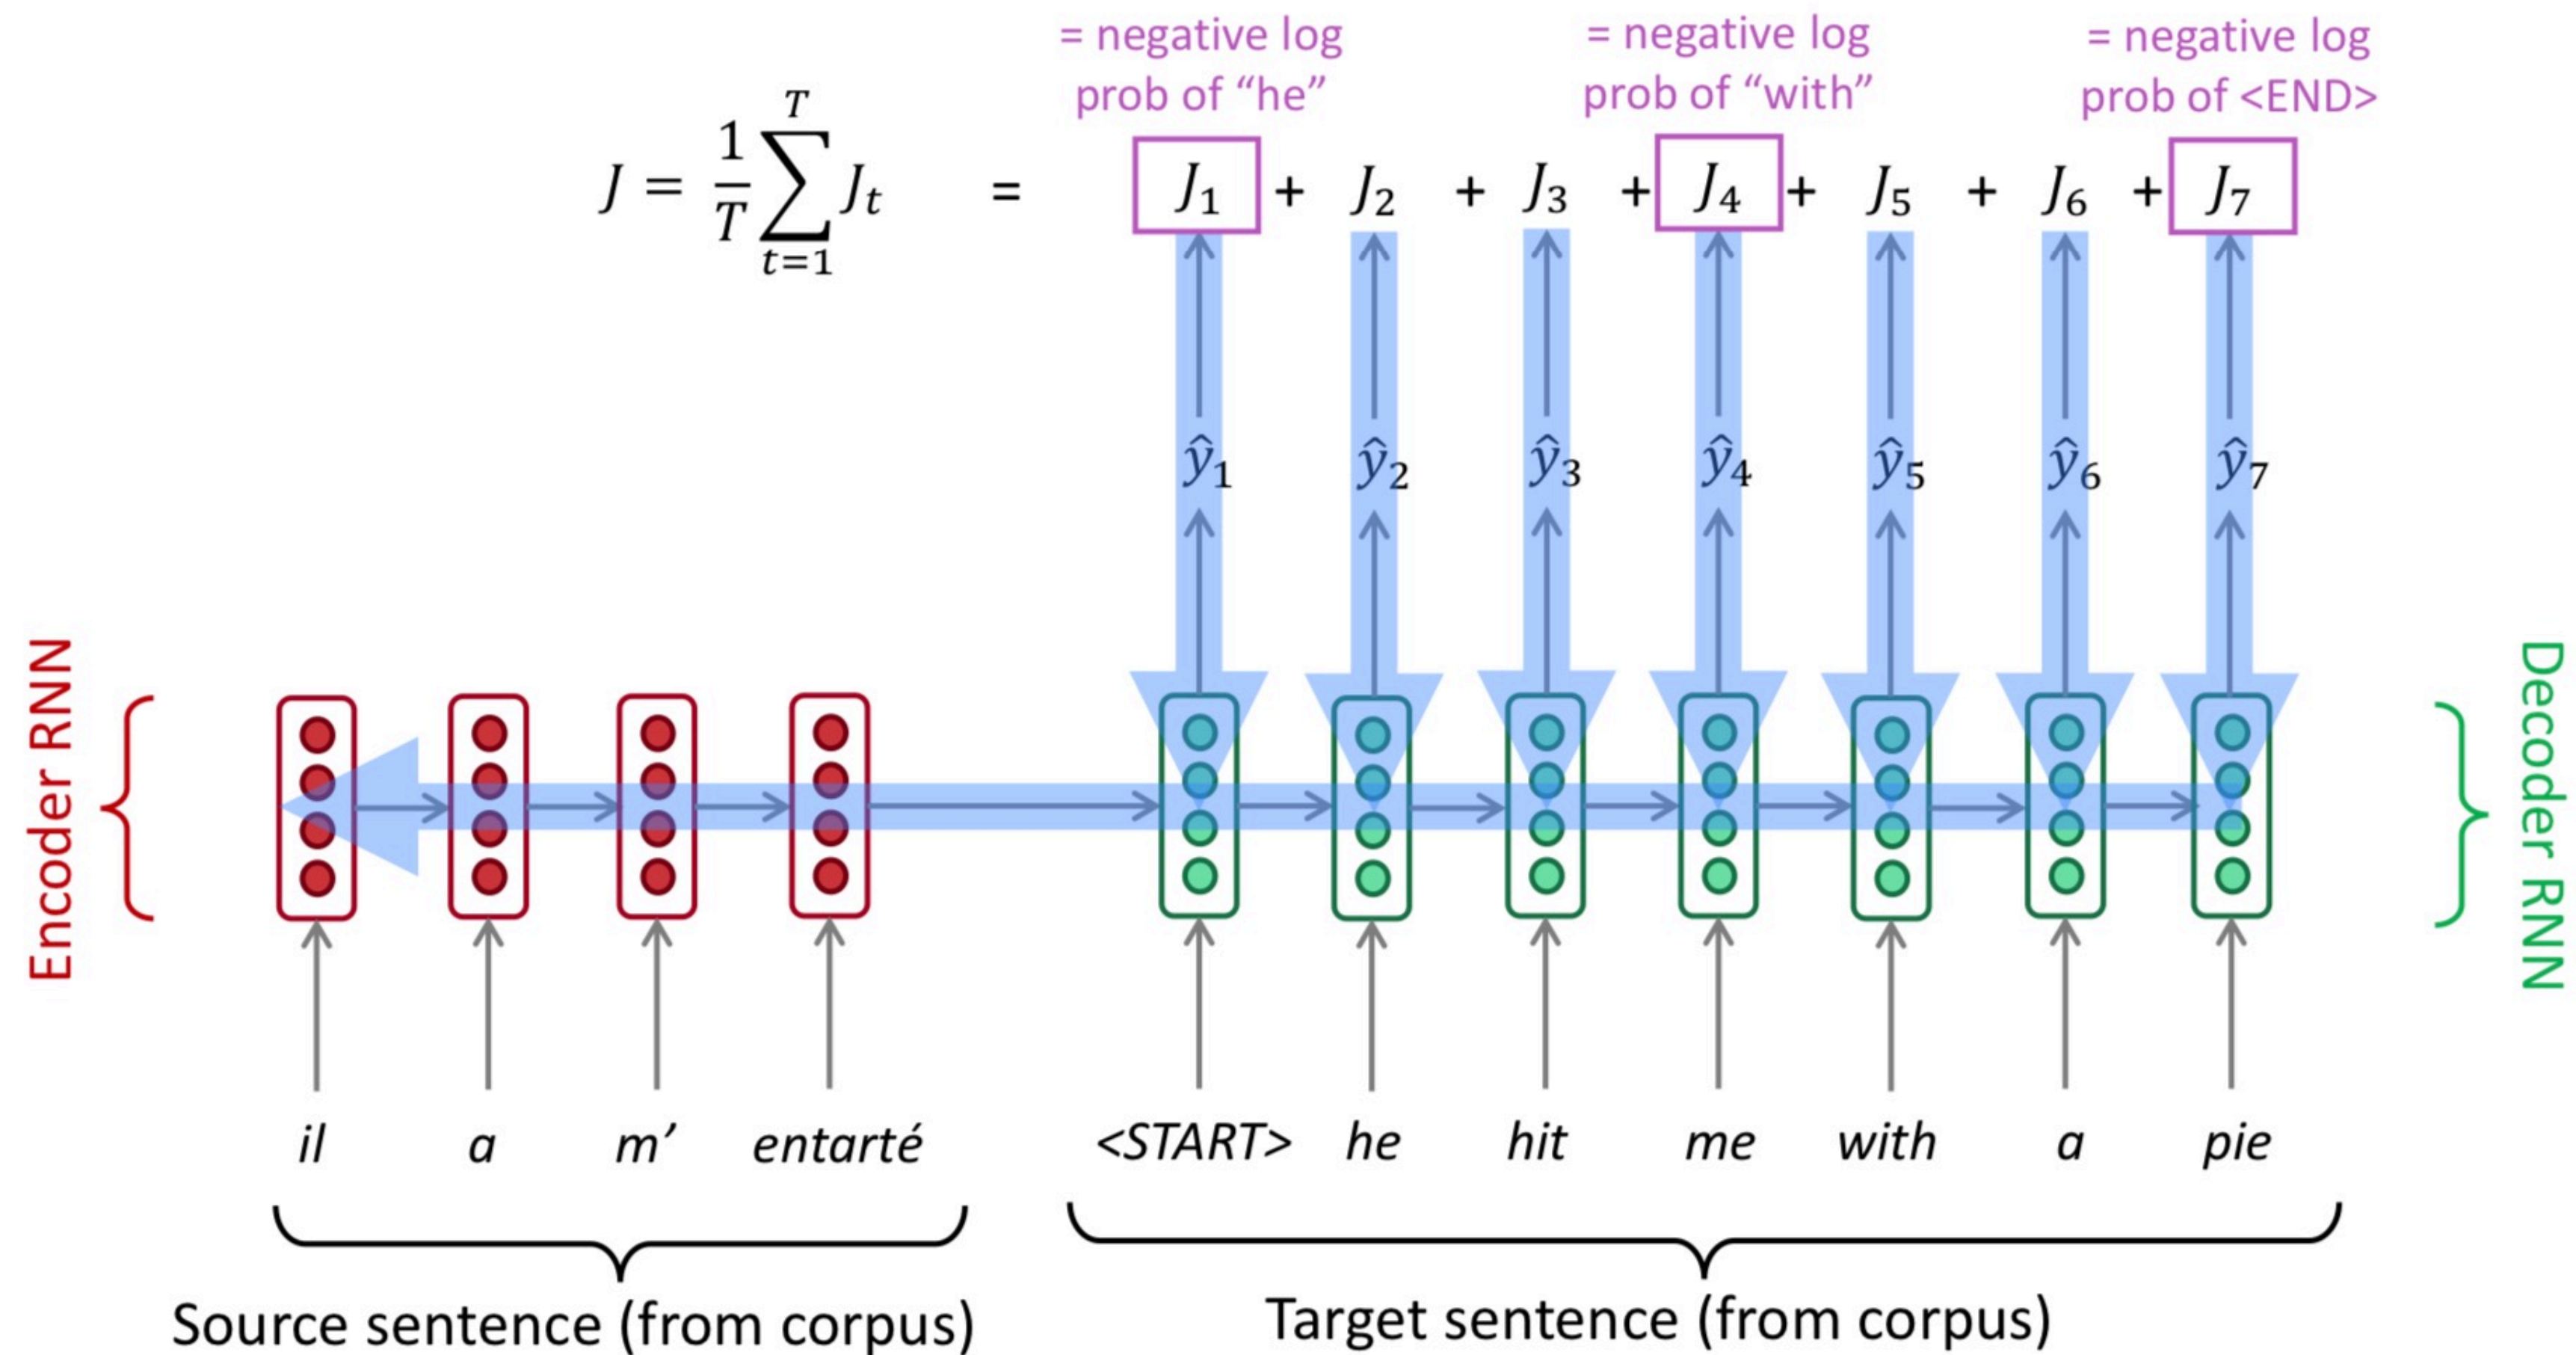 = negative log
prob of “he”
= negative log
prob of “with”
= negative log
prob of <END>
J = \frac{1}{T} \sum_{t=1}^{T} J_t = J_1 + J_2 + J_3 + J_4 + J_5 + J_6 + J_7
ŷ_1 ŷ_2 ŷ_3 ŷ_4 ŷ_5 ŷ_6 ŷ_7
Encoder RNN
Decoder RNN
il a m’ entarté <START> he hit me with a pie
Source sentence (from corpus)
Target sentence (from corpus)